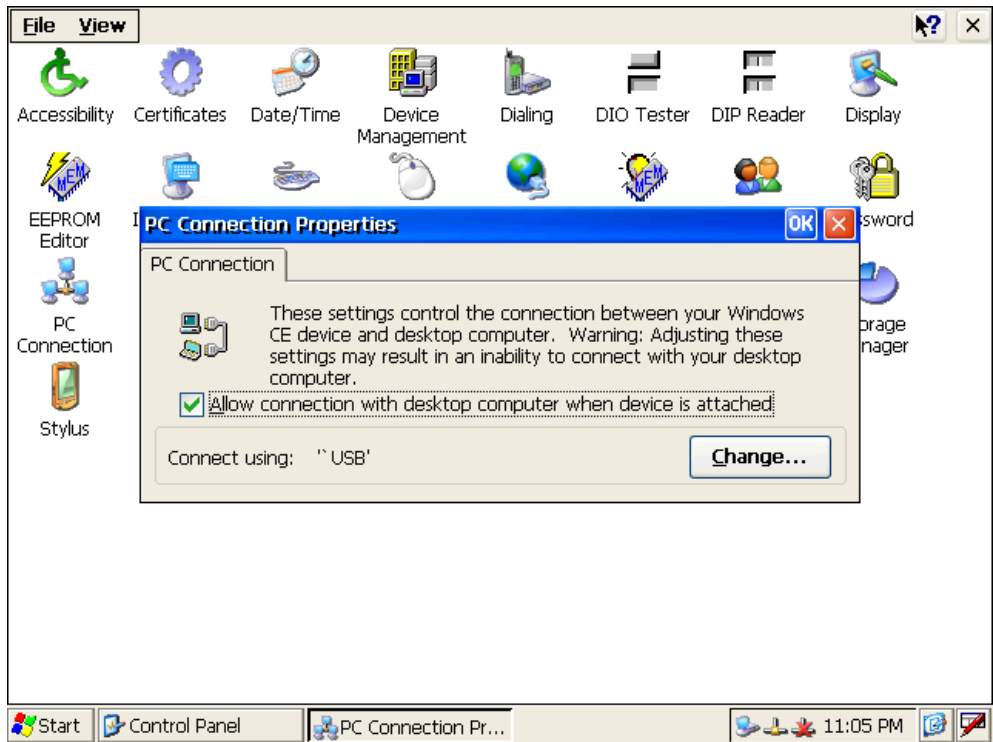 File View
?
Accessibility Certificates Date/Time Device Management Dialing DIO Tester DIP Reader Display
EEPROM Editor
PC Connection Properties OK
PC Connection
These settings control the connection between your Windows
CE device and desktop computer. Warning: Adjusting these
settings may result in an inability to connect with your desktop
computer.
Allow connection with desktop computer when device is attached
Connect using: '`USB'
Change...
PC Connection
Stylus
Start Control Panel PC Connection Pr... 11:05 PM